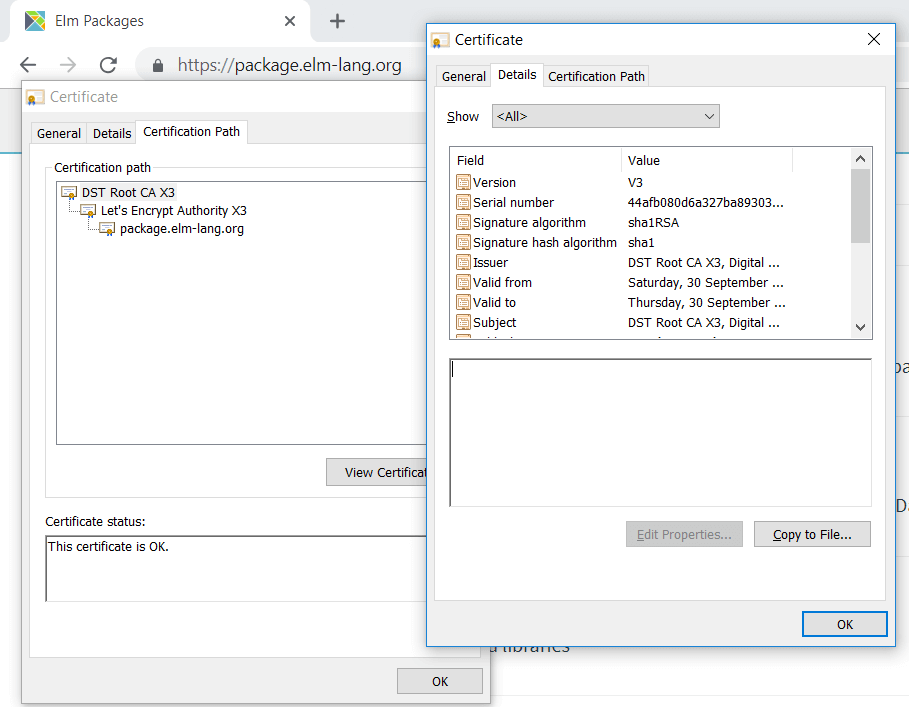 Elm Packages
https://package.elm-lang.org
Certificate
General Details Certification Path
Certification path
DST Root CA X3
Let's Encrypt Authority X3
package.elm-lang.org
View Certificat
Certificate status:
This certificate is OK.
OK
Certificate
General Details Certification Path
Show <All>
Field Value
Version V3
Serial number 44afb080d6a327ba89303...
Signature algorithm sha1RSA
Signature hash algorithm sha1
Issuer DST Root CA X3, Digital ...
Valid from Saturday, 30 September ...
Valid to Thursday, 30 September ...
Subject DST Root CA X3, Digital ...
Edit Properties... Copy to File...
OK
libraries